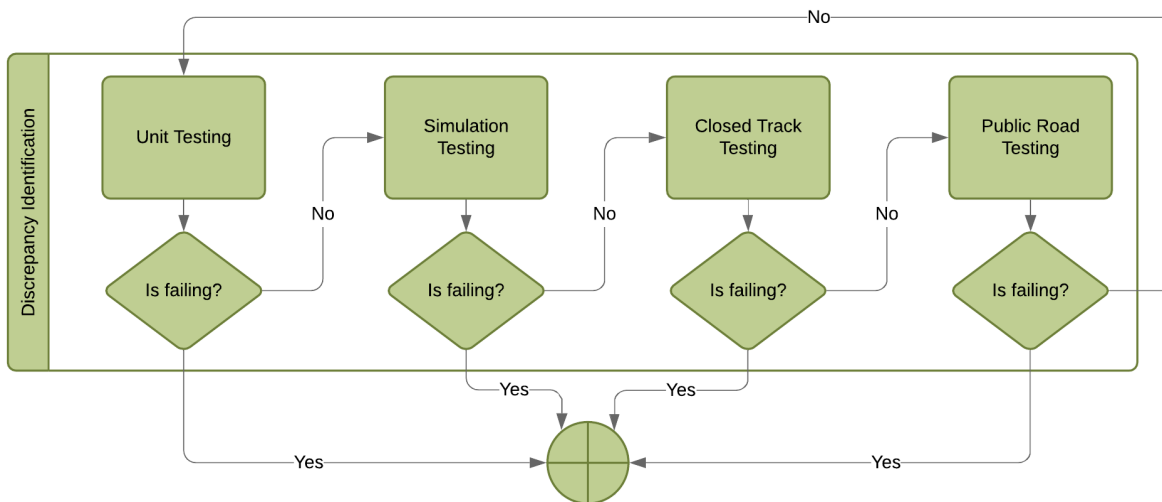 No
Discrepancy Identification
Unit Testing
Simulation
Testing
Closed Track
Testing
Public Road
Testing
No
No
No
Is failing?
Is failing?
Is failing?
Is failing?
Yes
Yes
Yes
Yes